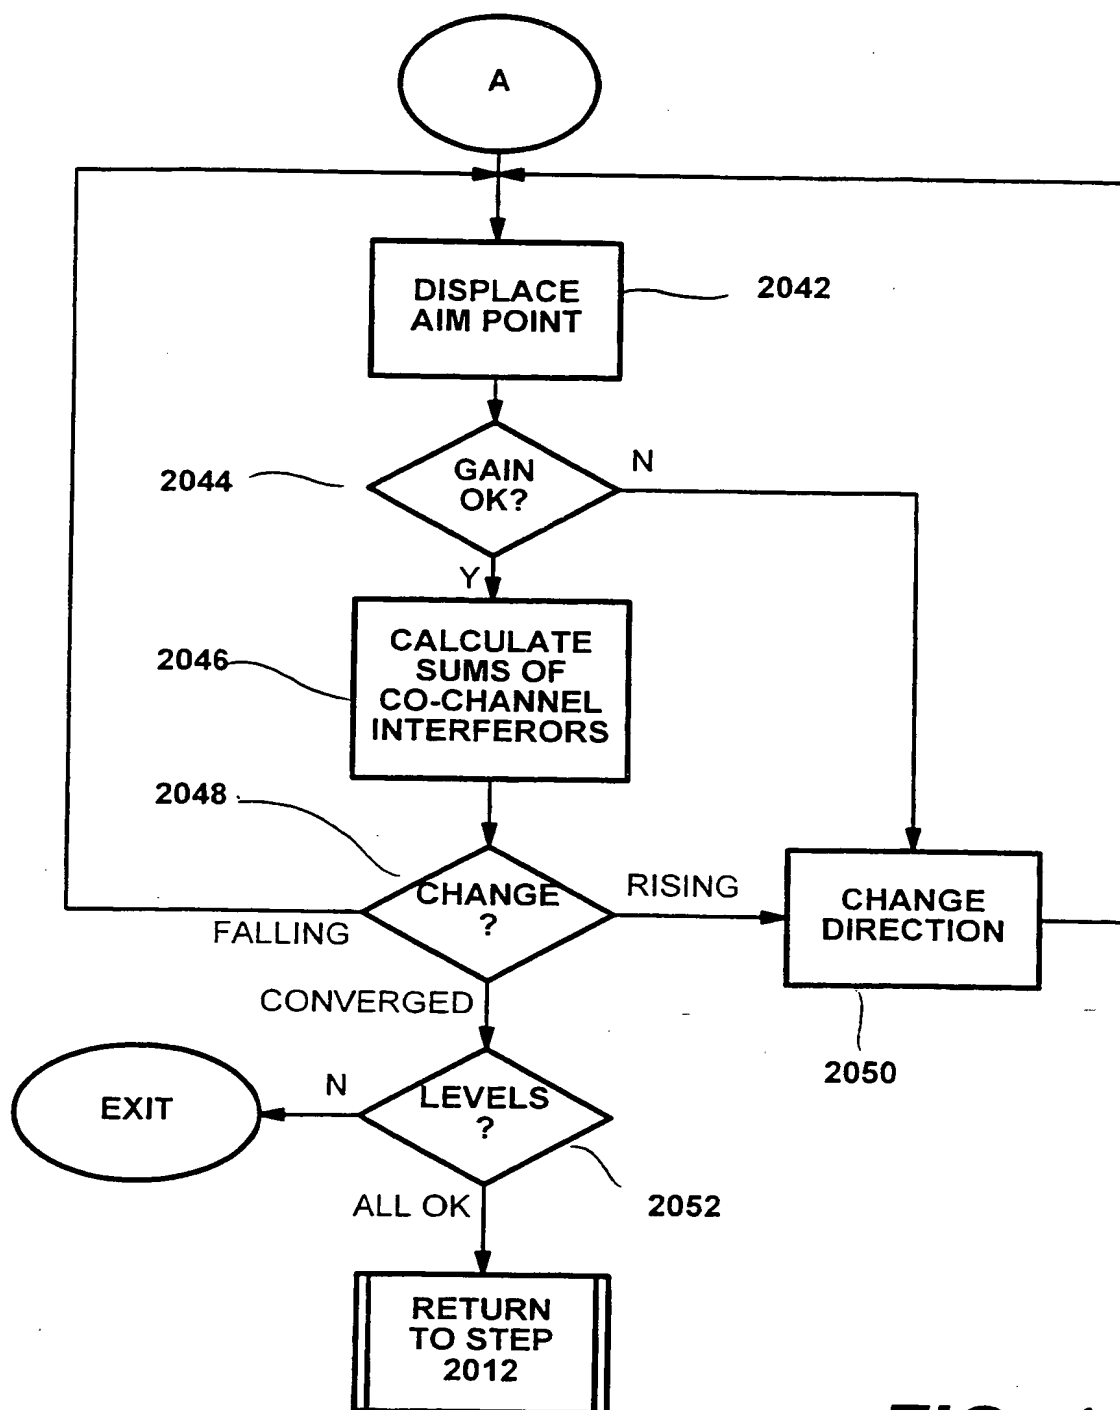 A
DISPLACE
AIM POINT
2042
2044
GAIN
OK?
N
Y
CALCULATE
SUMS OF
CO-CHANNEL
INTERFERORS
2046
2048
CHANGE
?
RISING
FALLING
CONVERGED
CHANGE
DIRECTION
2050
EXIT
N
LEVELS
?
2052
ALL OK
RETURN
TO STEP
2012